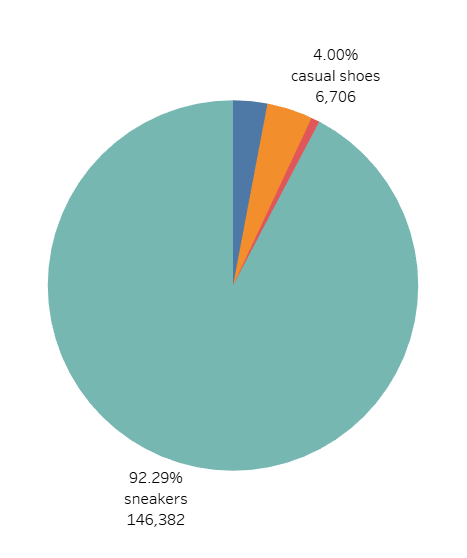 4.00%
casual shoes
6,706
92.29%
sneakers
146,382